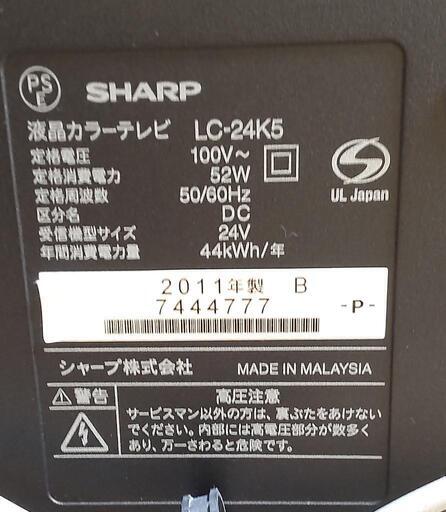 PS
E
SHARP
液晶カラーテレビ LC-24K5
定格電圧 100V～
定格消費電力 52W
定格周波数 50/60Hz
区分名 DC
受信機型サイズ 24V
年間消費電力量 44kWh/年
UL Japan
2011年製 B
7444777 -P-
シャープ株式会社 MADE IN MALAYSIA
警告 高圧注意
サービスマン以外の方は、裏ぶたをあけない
でください。内部には高電圧部分が数多く
あり、万一さわると危険です。